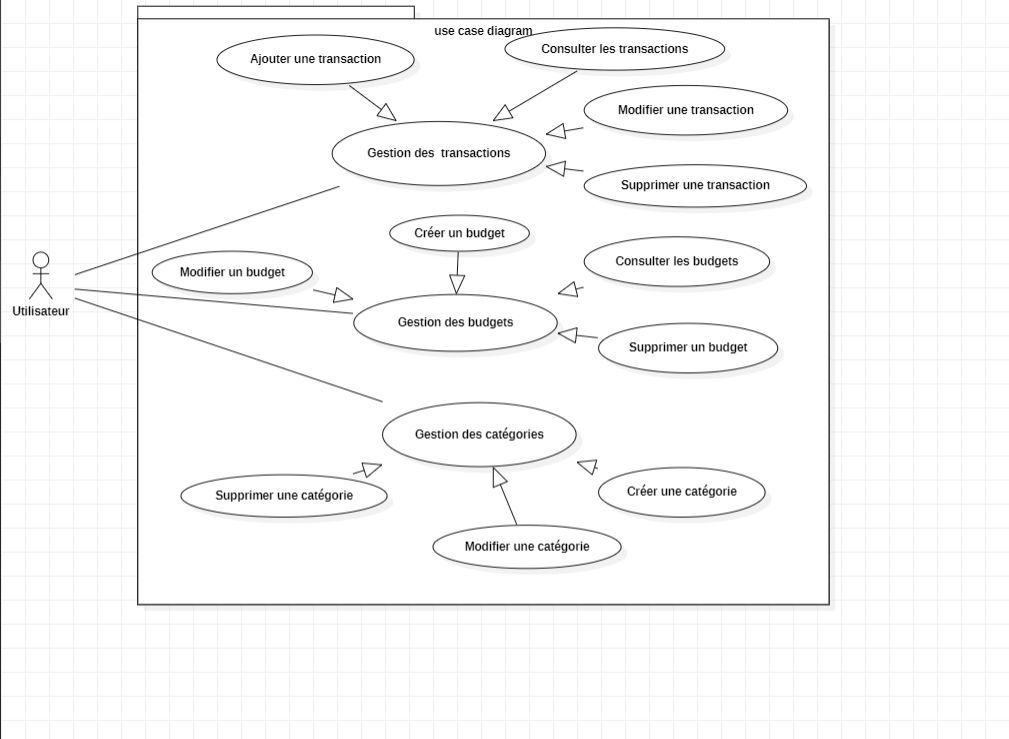 use case diagram
Ajouter une transaction
Consulter les transactions
Modifier une transaction
Gestion des  transactions
Supprimer une transaction
Créer un budget
Consulter les budgets
Modifier un budget
Utilisateur
Gestion des budgets
Supprimer un budget
Gestion des catégories
Supprimer une catégorie
Créer une catégorie
Modifier une catégorie